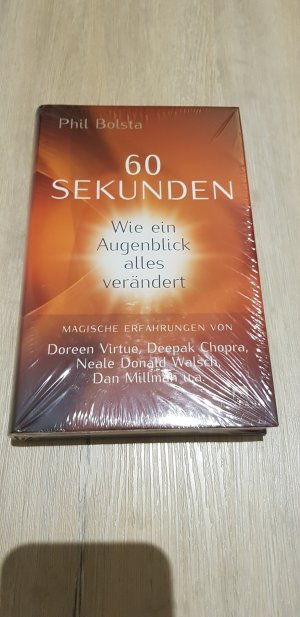 Phil Bolsta
60
SEKUNDEN
Wie ein
Augenblick
alles
verändert
MAGISCHE ERFAHRUNGEN VON
Doreen Virtue, Deepak Chopra,
Neale Donald Walsch,
Dan Millman u.a.